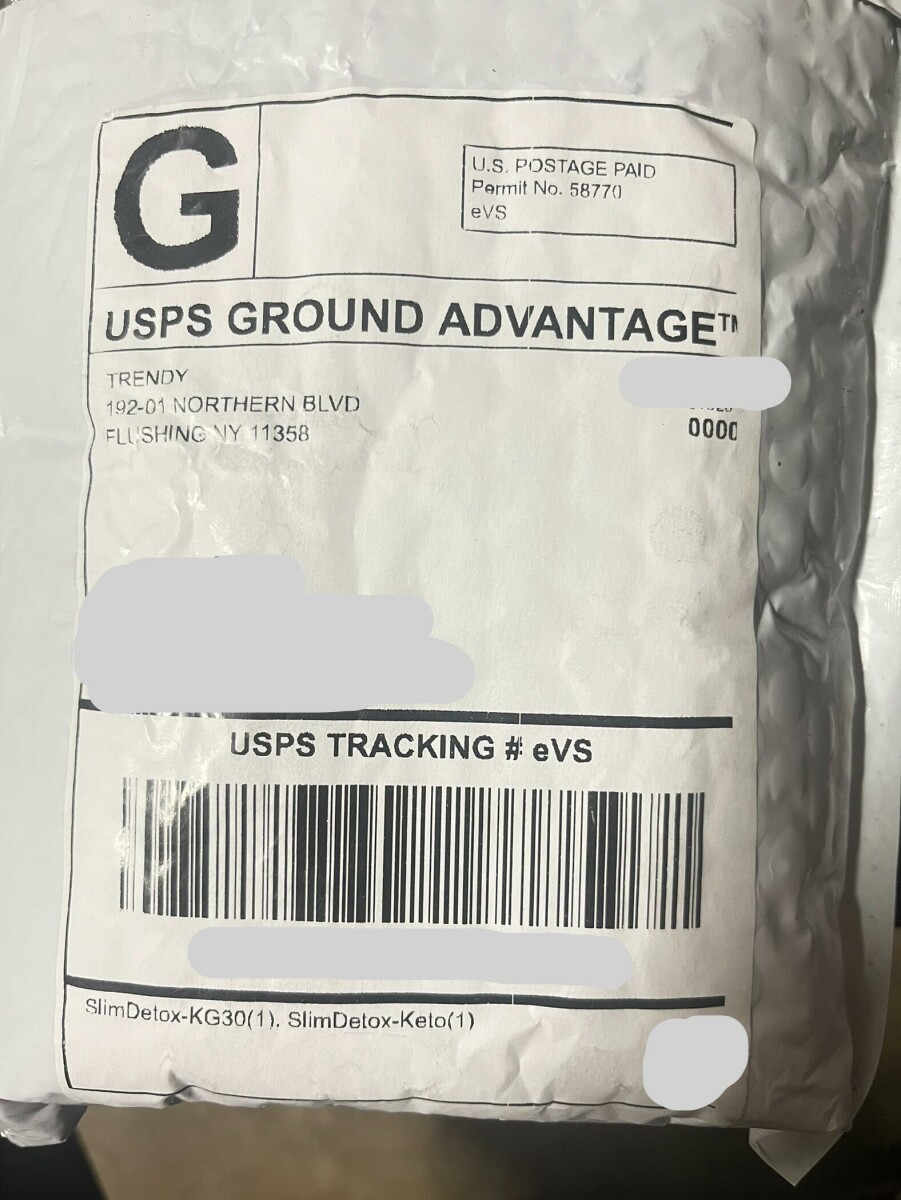 G
U.S. POSTAGE PAID
Permit No. 58770
eVS
USPS GROUND ADVANTAGE™
TRENDY
192-01 NORTHERN BLVD
FLUSHING NY 11358
0000
USPS TRACKING # eVS
SlimDetox-KG30(1). SlimDetox-Keto(1)